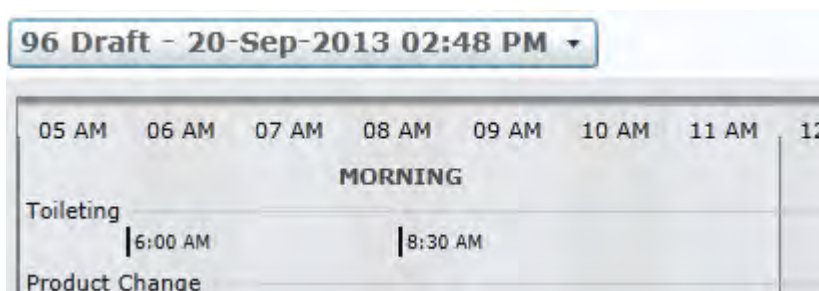 96 Draft - 20-Sep-2013 02:48 PM
05 AM 06 AM 07 AM 08 AM 09 AM 10 AM 11 AM 12
MORNING
Toileting
6:00 AM 8:30 AM
Product Change